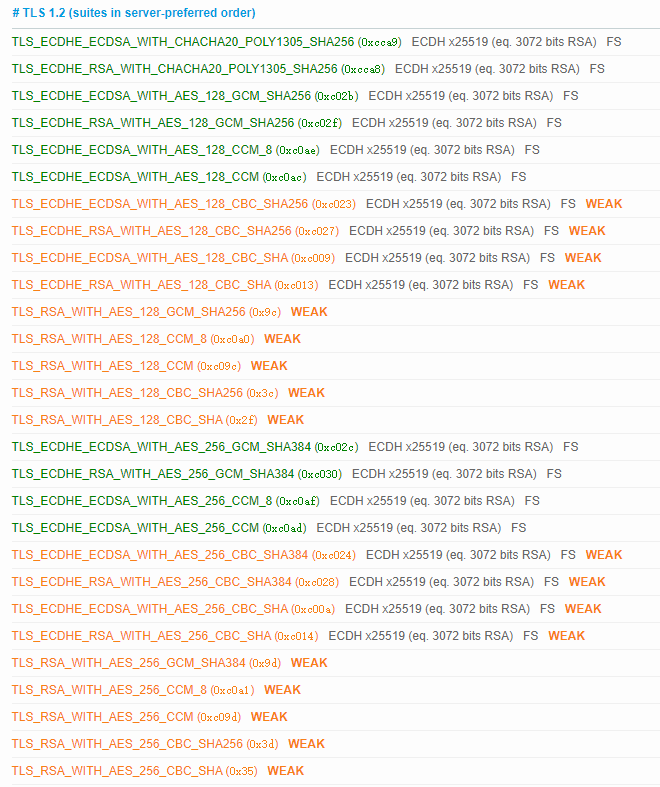 # TLS 1.2 (suites in server-preferred order)
TLS_ECDHE_ECDSA_WITH_CHACHA20_POLY1305_SHA256 (0xcca9) ECDH x25519 (eq. 3072 bits RSA) FS
TLS_ECDHE_RSA_WITH_CHACHA20_POLY1305_SHA256 (0xcca8) ECDH x25519 (eq. 3072 bits RSA) FS
TLS_ECDHE_ECDSA_WITH_AES_128_GCM_SHA256 (0xc02b) ECDH x25519 (eq. 3072 bits RSA) FS
TLS_ECDHE_RSA_WITH_AES_128_GCM_SHA256 (0xc02f) ECDH x25519 (eq. 3072 bits RSA) FS
TLS_ECDHE_ECDSA_WITH_AES_128_CCM_8 (0xc0ae) ECDH x25519 (eq. 3072 bits RSA) FS
TLS_ECDHE_ECDSA_WITH_AES_128_CCM (0xc0ac) ECDH x25519 (eq. 3072 bits RSA) FS
TLS_ECDHE_ECDSA_WITH_AES_128_CBC_SHA256 (0xc023) ECDH x25519 (eq. 3072 bits RSA) FS WEAK
TLS_ECDHE_RSA_WITH_AES_128_CBC_SHA256 (0xc027) ECDH x25519 (eq. 3072 bits RSA) FS WEAK
TLS_ECDHE_ECDSA_WITH_AES_128_CBC_SHA (0xc009) ECDH x25519 (eq. 3072 bits RSA) FS WEAK
TLS_ECDHE_RSA_WITH_AES_128_CBC_SHA (0xc013) ECDH x25519 (eq. 3072 bits RSA) FS WEAK
TLS_RSA_WITH_AES_128_GCM_SHA256 (0x9c) WEAK
TLS_RSA_WITH_AES_128_CCM_8 (0xc0a0) WEAK
TLS_RSA_WITH_AES_128_CCM (0xc09c) WEAK
TLS_RSA_WITH_AES_128_CBC_SHA256 (0x3c) WEAK
TLS_RSA_WITH_AES_128_CBC_SHA (0x2f) WEAK
TLS_ECDHE_ECDSA_WITH_AES_256_GCM_SHA384 (0xc02c) ECDH x25519 (eq. 3072 bits RSA) FS
TLS_ECDHE_RSA_WITH_AES_256_GCM_SHA384 (0xc030) ECDH x25519 (eq. 3072 bits RSA) FS
TLS_ECDHE_ECDSA_WITH_AES_256_CCM_8 (0xc0af) ECDH x25519 (eq. 3072 bits RSA) FS
TLS_ECDHE_ECDSA_WITH_AES_256_CCM (0xc0ad) ECDH x25519 (eq. 3072 bits RSA) FS
TLS_ECDHE_ECDSA_WITH_AES_256_CBC_SHA384 (0xc024) ECDH x25519 (eq. 3072 bits RSA) FS WEAK
TLS_ECDHE_RSA_WITH_AES_256_CBC_SHA384 (0xc028) ECDH x25519 (eq. 3072 bits RSA) FS WEAK
TLS_ECDHE_ECDSA_WITH_AES_256_CBC_SHA (0xc00a) ECDH x25519 (eq. 3072 bits RSA) FS WEAK
TLS_ECDHE_RSA_WITH_AES_256_CBC_SHA (0xc014) ECDH x25519 (eq. 3072 bits RSA) FS WEAK
TLS_RSA_WITH_AES_256_GCM_SHA384 (0x9d) WEAK
TLS_RSA_WITH_AES_256_CCM_8 (0xc0a1) WEAK
TLS_RSA_WITH_AES_256_CCM (0xc09d) WEAK
TLS_RSA_WITH_AES_256_CBC_SHA256 (0x3d) WEAK
TLS_RSA_WITH_AES_256_CBC_SHA (0x35) WEAK